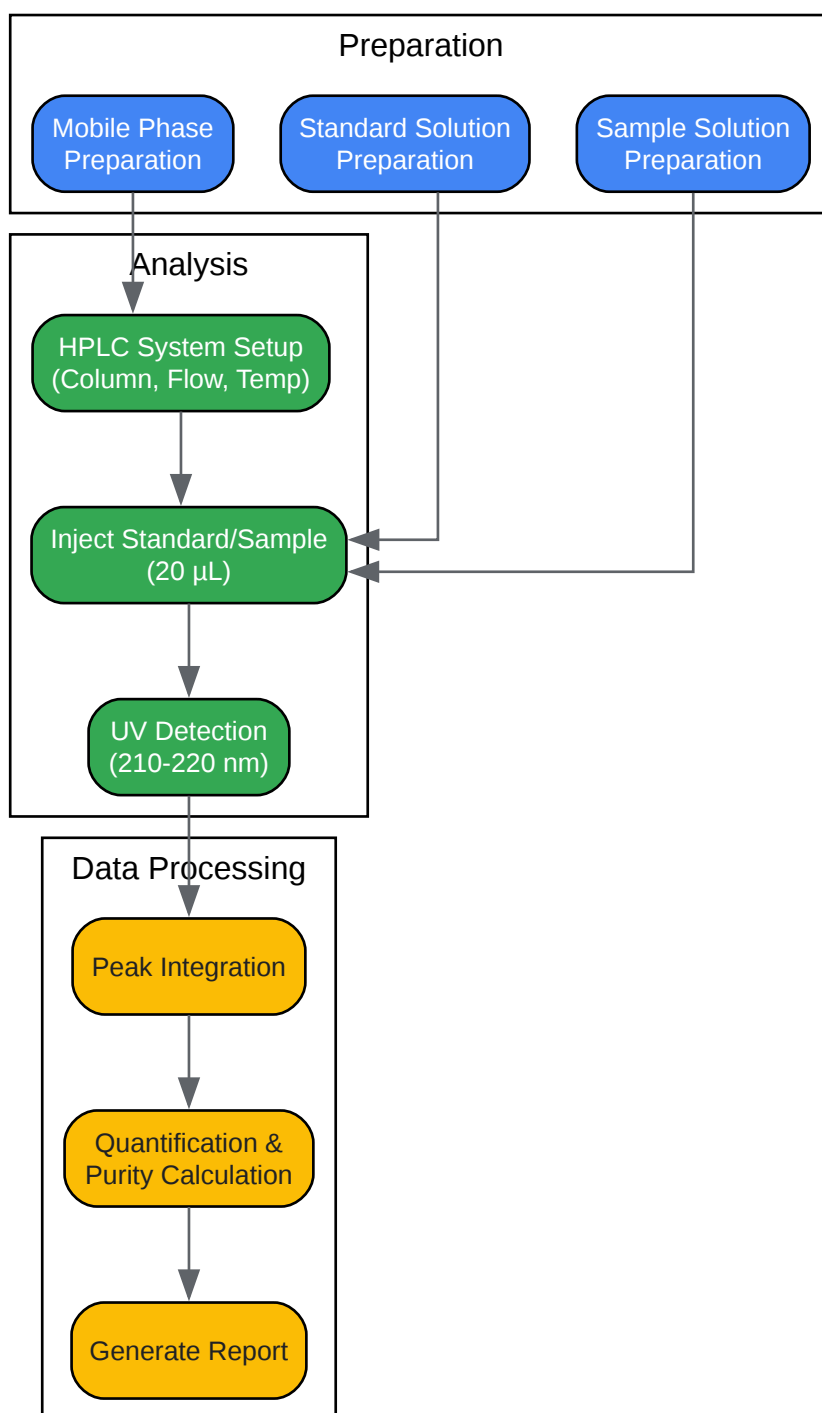 Preparation
Mobile Phase
Preparation
Standard Solution
Preparation
Sample Solution
Preparation
Analysis
HPLC System Setup
(Column, Flow, Temp)
Inject Standard/Sample
(20 µL)
UV Detection
(210-220 nm)
Data Processing
Peak Integration
Quantification &
Purity Calculation
Generate Report